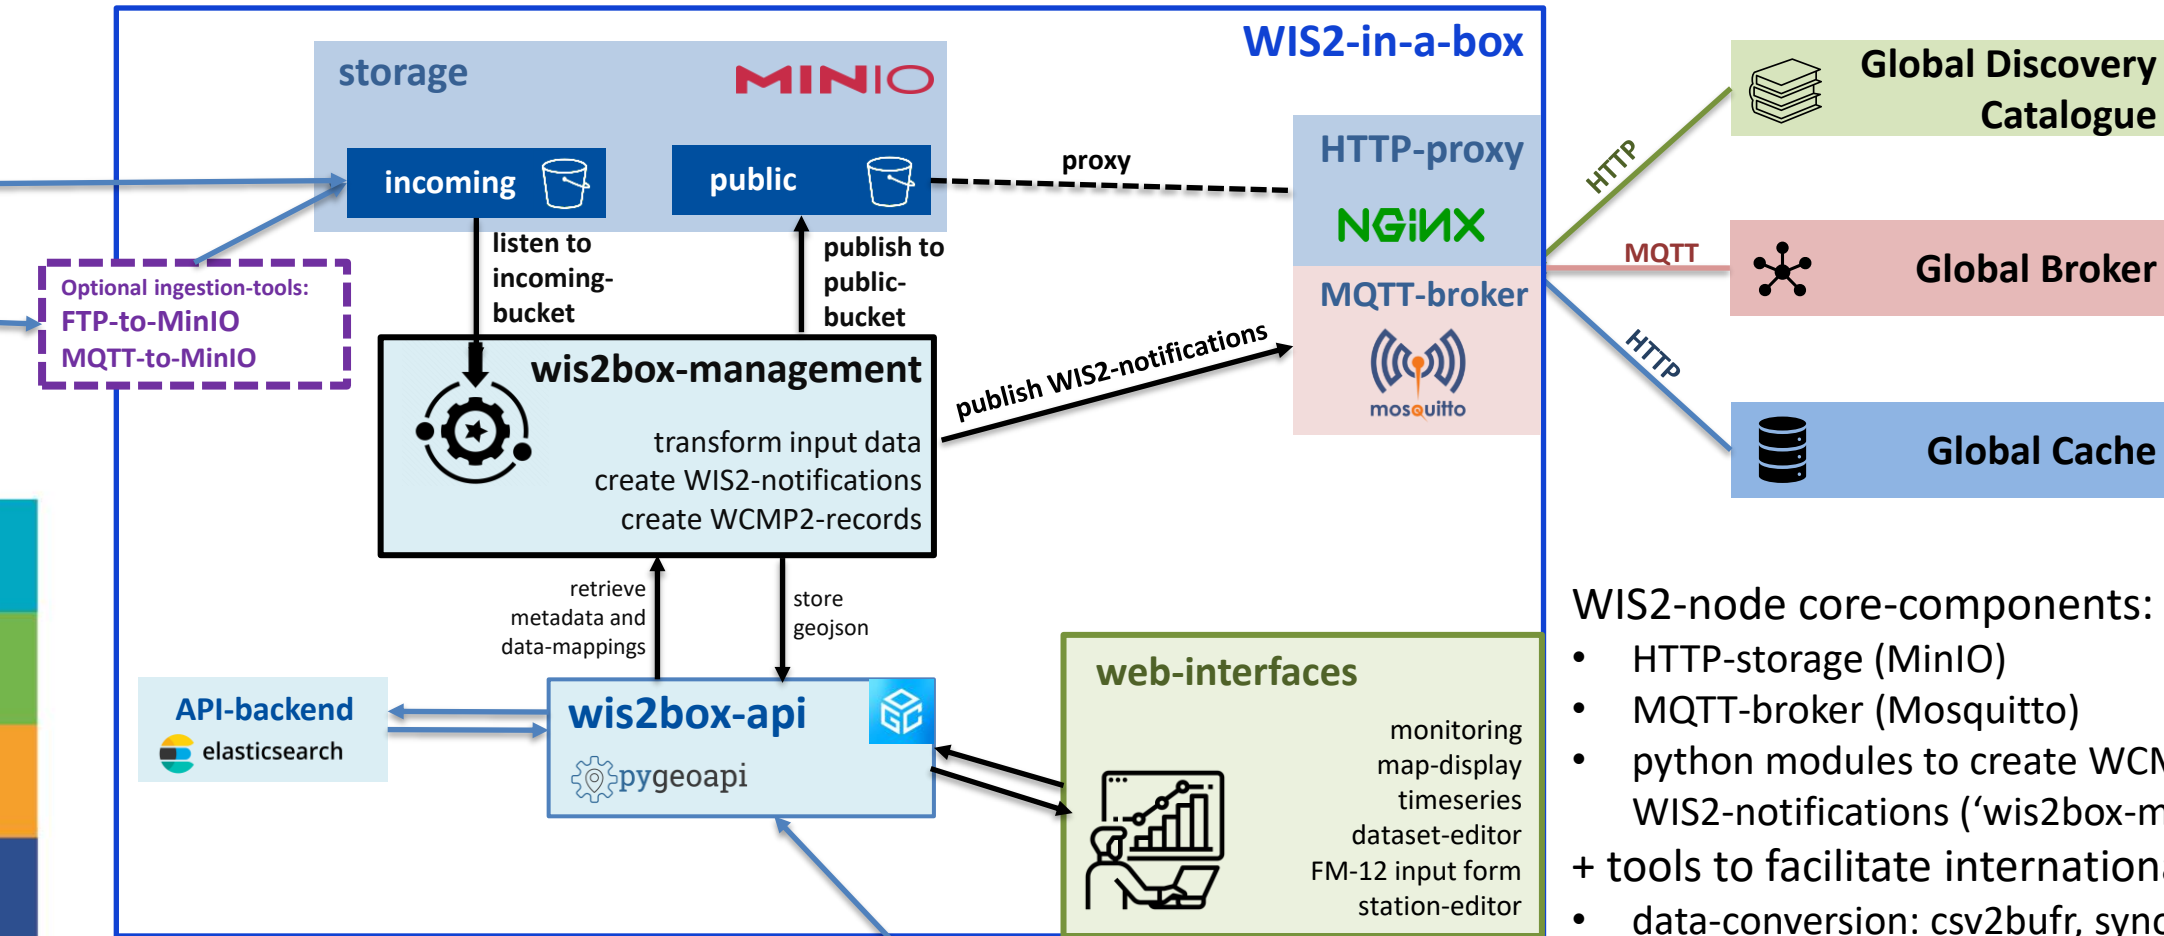 WIS2-in-a-box
storage
MINIO
incoming
public
proxy
HTTP-proxy
NGINX
MQTT-broker
mosquitto
HTTP
MQTT
HTTP
Global Discovery
Catalogue
Global Broker
Global Cache
Optional ingestion-tools:
FTP-to-MinIO
MQTT-to-MinIO
listen to
incoming-
bucket
publish to
public-
bucket
publish WIS2-notifications
wis2box-management
transform input data
create WIS2-notifications
create WCMP2-records
retrieve
metadata and
data-mappings
store
geojson
API-backend
elasticsearch
wis2box-api
OGC
pygeoapi
web-interfaces
monitoring
map-display
timeseries
dataset-editor
FM-12 input form
station-editor
WIS2-node core-components:
• HTTP-storage (MinIO)
• MQTT-broker (Mosquitto)
• python modules to create
WIS2-notifications (‘wis2box-
+ tools to facilitate
• data-conversion: csv2bufr,